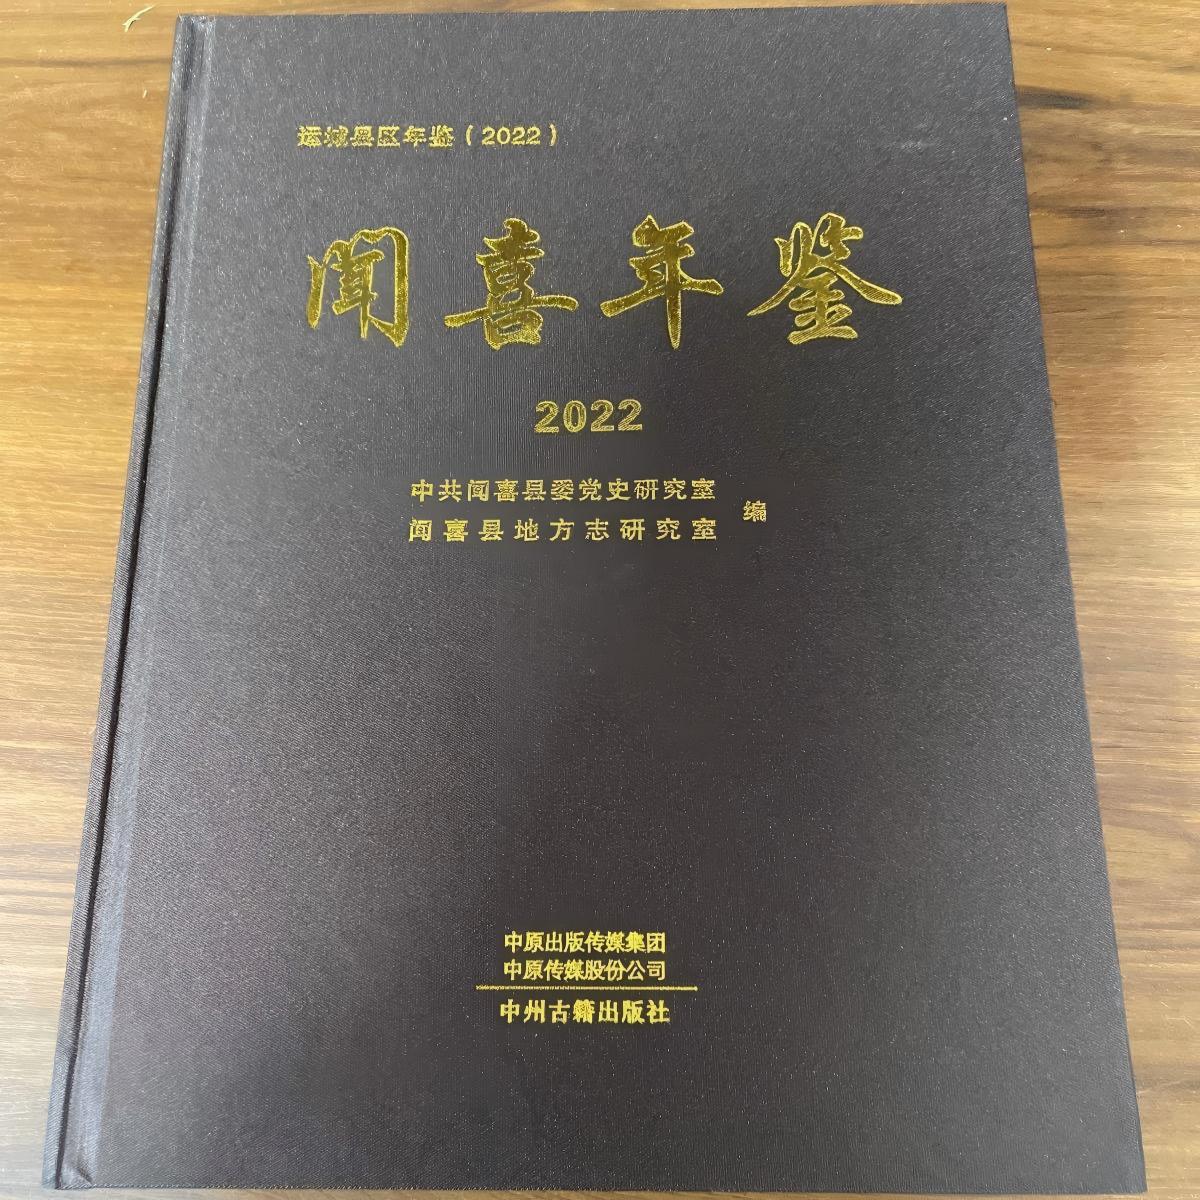 运城县区年鉴（2022）
闻喜年鉴
2022
中共闻喜县委党史研究室
闻喜县地方志研究室
编
中原出版传媒集团
中原传媒股份公司
中州古籍出版社